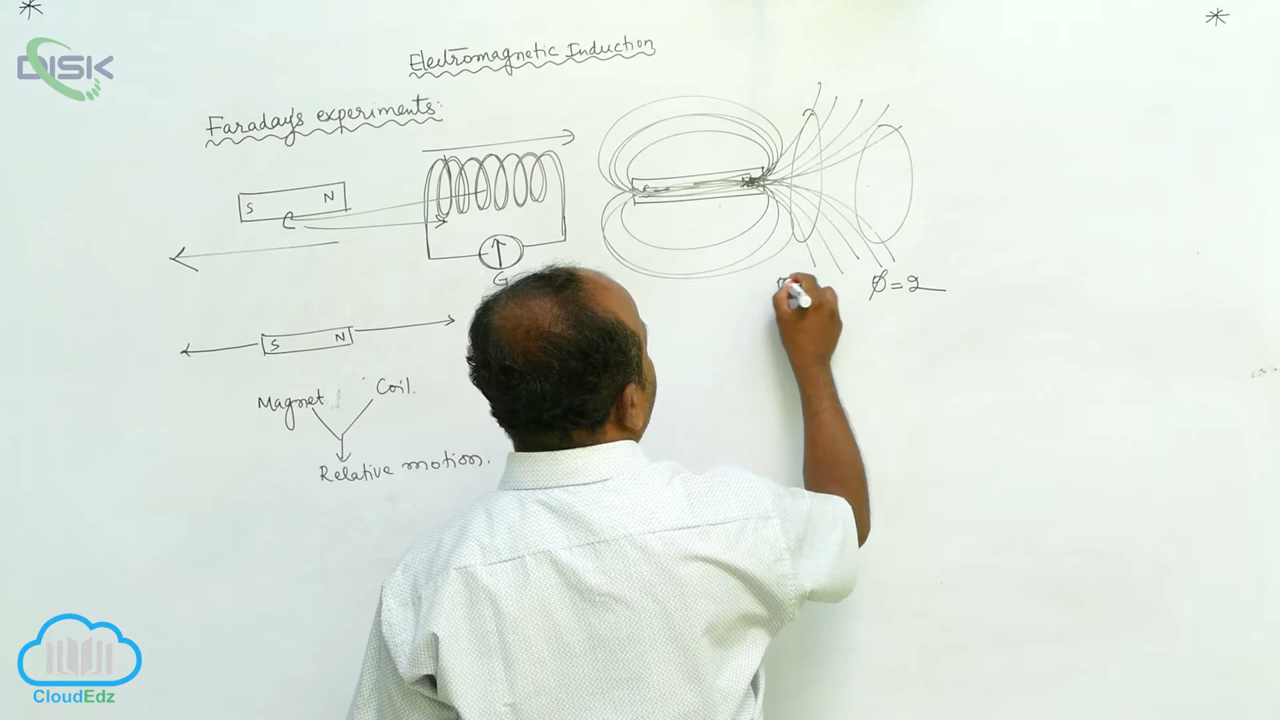 DISK
Electromagnetic Induction
Faraday's experiments:
S N
G
S N
Magnet Coil.
Relative motion.
Ø = 2
CloudEdz